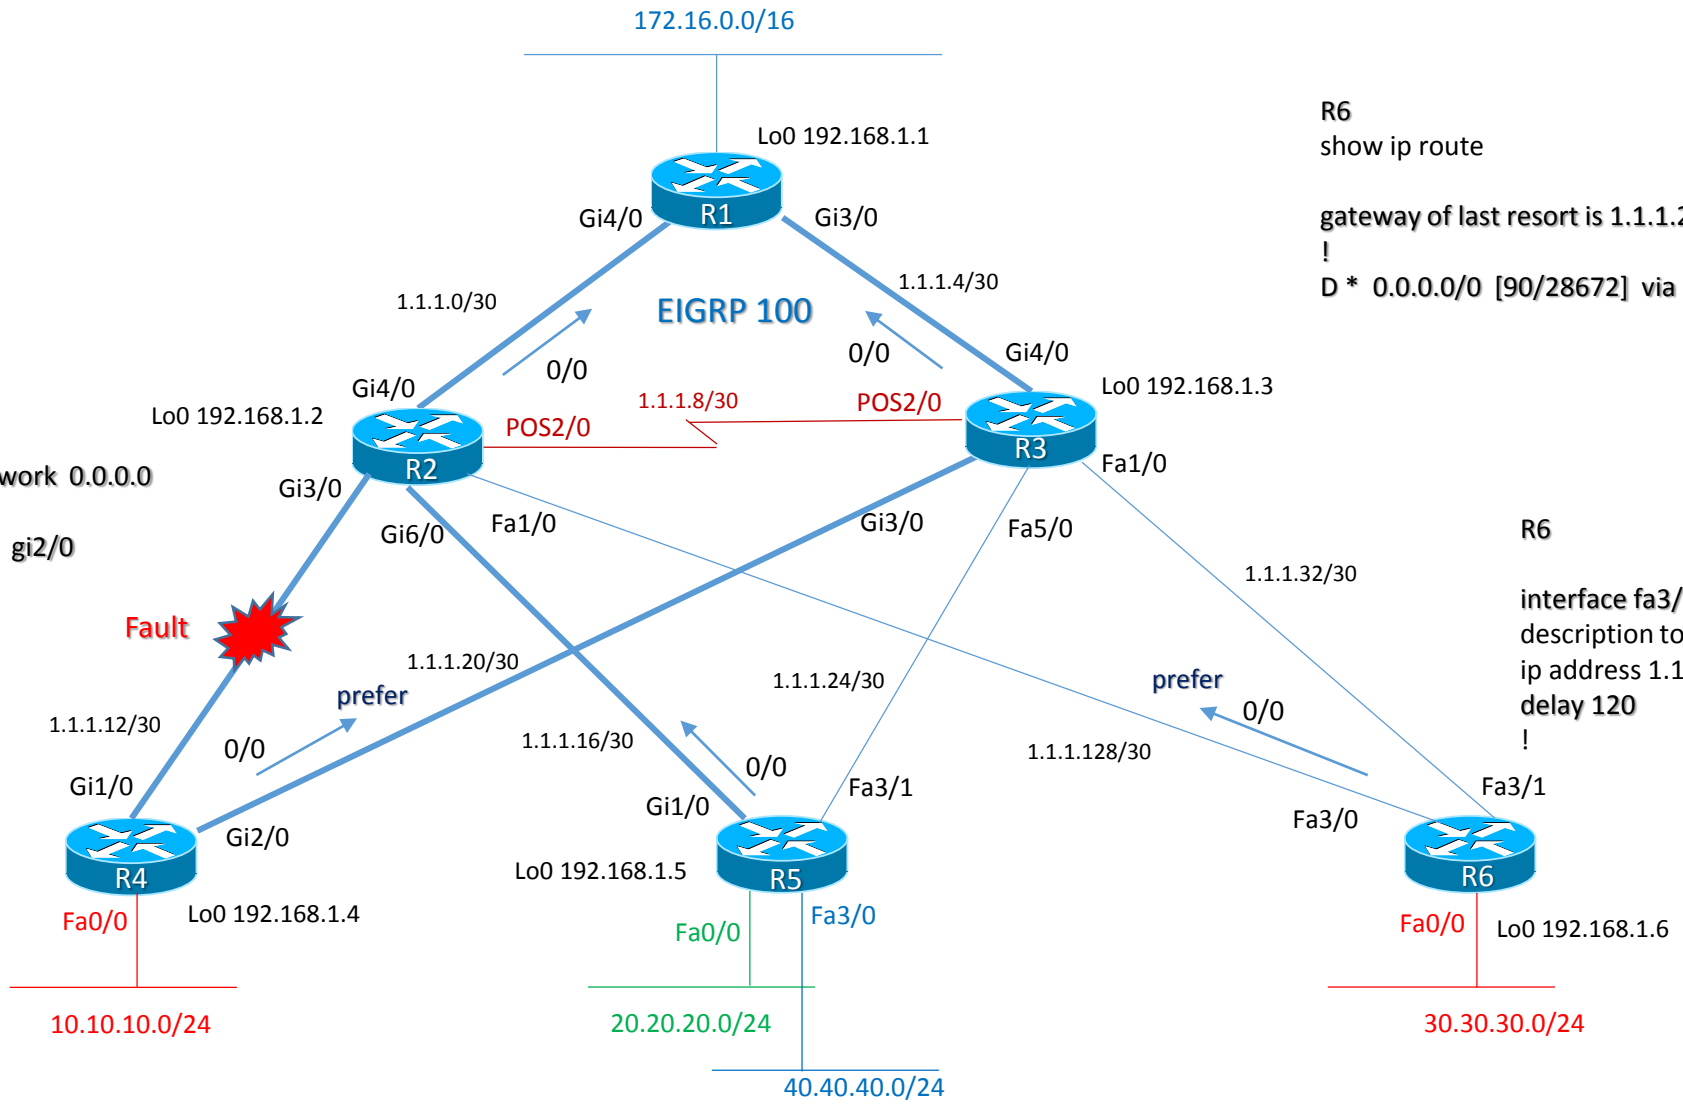 172.16.0.0/16
Lo0 192.168.1.1
R1
Gi4/0
Gi3/0
1.1.1.0/30
1.1.1.4/30
EIGRP 100
0/0
0/0
Gi4/0
Gi4/0
Lo0 192.168.1.2
Lo0 192.168.1.3
1.1.1.8/30
POS2/0
POS2/0
R2
R3
R6
show ip route
gateway of last resort is 1.1.1.2
!
D * 0.0.0.0/0 [90/28672] via
work 0.0.0.0
gi2/0
Gi3/0
Gi6/0
Fa1/0
Gi3/0
Fa5/0
Fa1/0
Fault
1.1.1.20/30
1.1.1.32/30
prefer
1.1.1.24/30
prefer
0/0
1.1.1.12/30
0/0
1.1.1.16/30
0/0
1.1.1.128/30
R6
interface fa3/
description to
ip address 1.1
delay 120
!
Gi1/0
Gi2/0
Gi1/0
Fa3/1
Fa3/0
Fa3/1
R4
Lo0 192.168.1.4
Lo0 192.168.1.5
R5
R6
Lo0 192.168.1.6
Fa0/0
Fa0/0
Fa3/0
Fa0/0
10.10.10.0/24
20.20.20.0/24
30.30.30.0/24
40.40.40.0/24